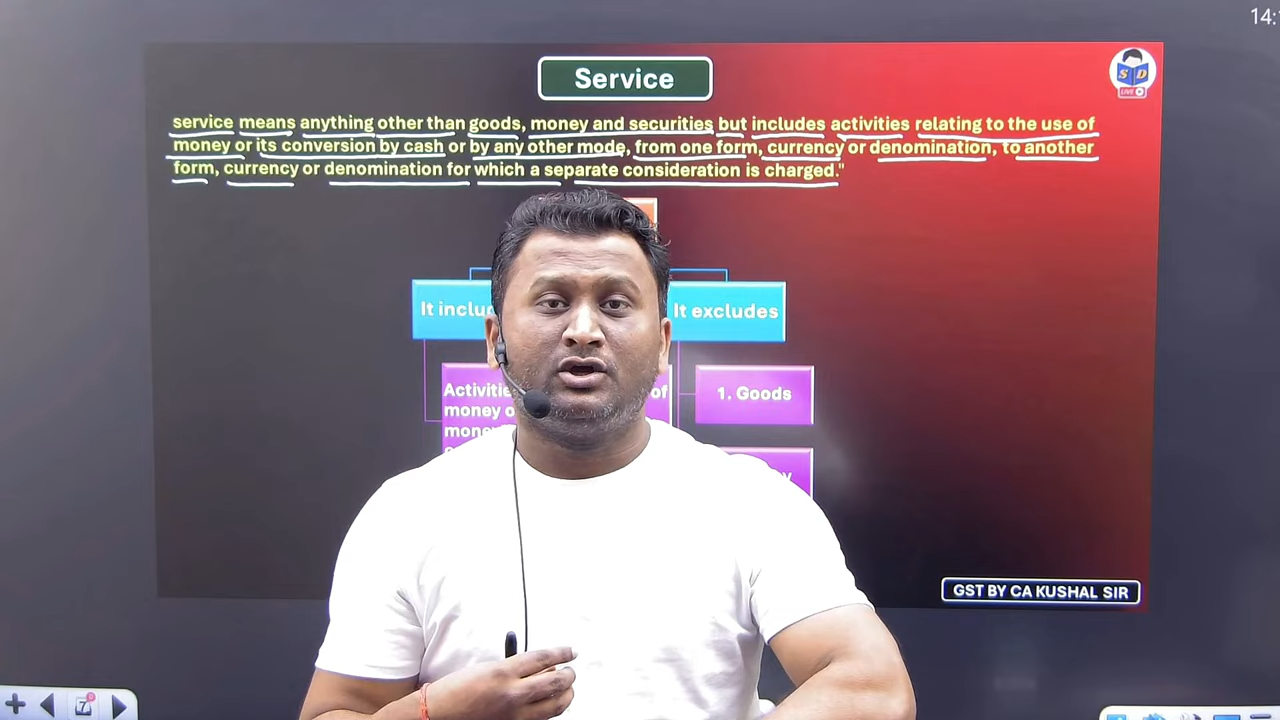 14:
Service
S D
LIVE
service means anything other than goods, money and securities but includes activities relating to the use of
money or its conversion by cash or by any other mode, from one form, currency or denomination, to another
form, currency or denomination for which a separate consideration is charged."
It excludes
of
money
1. Goods
GST BY CA KUSHAL SIR
7